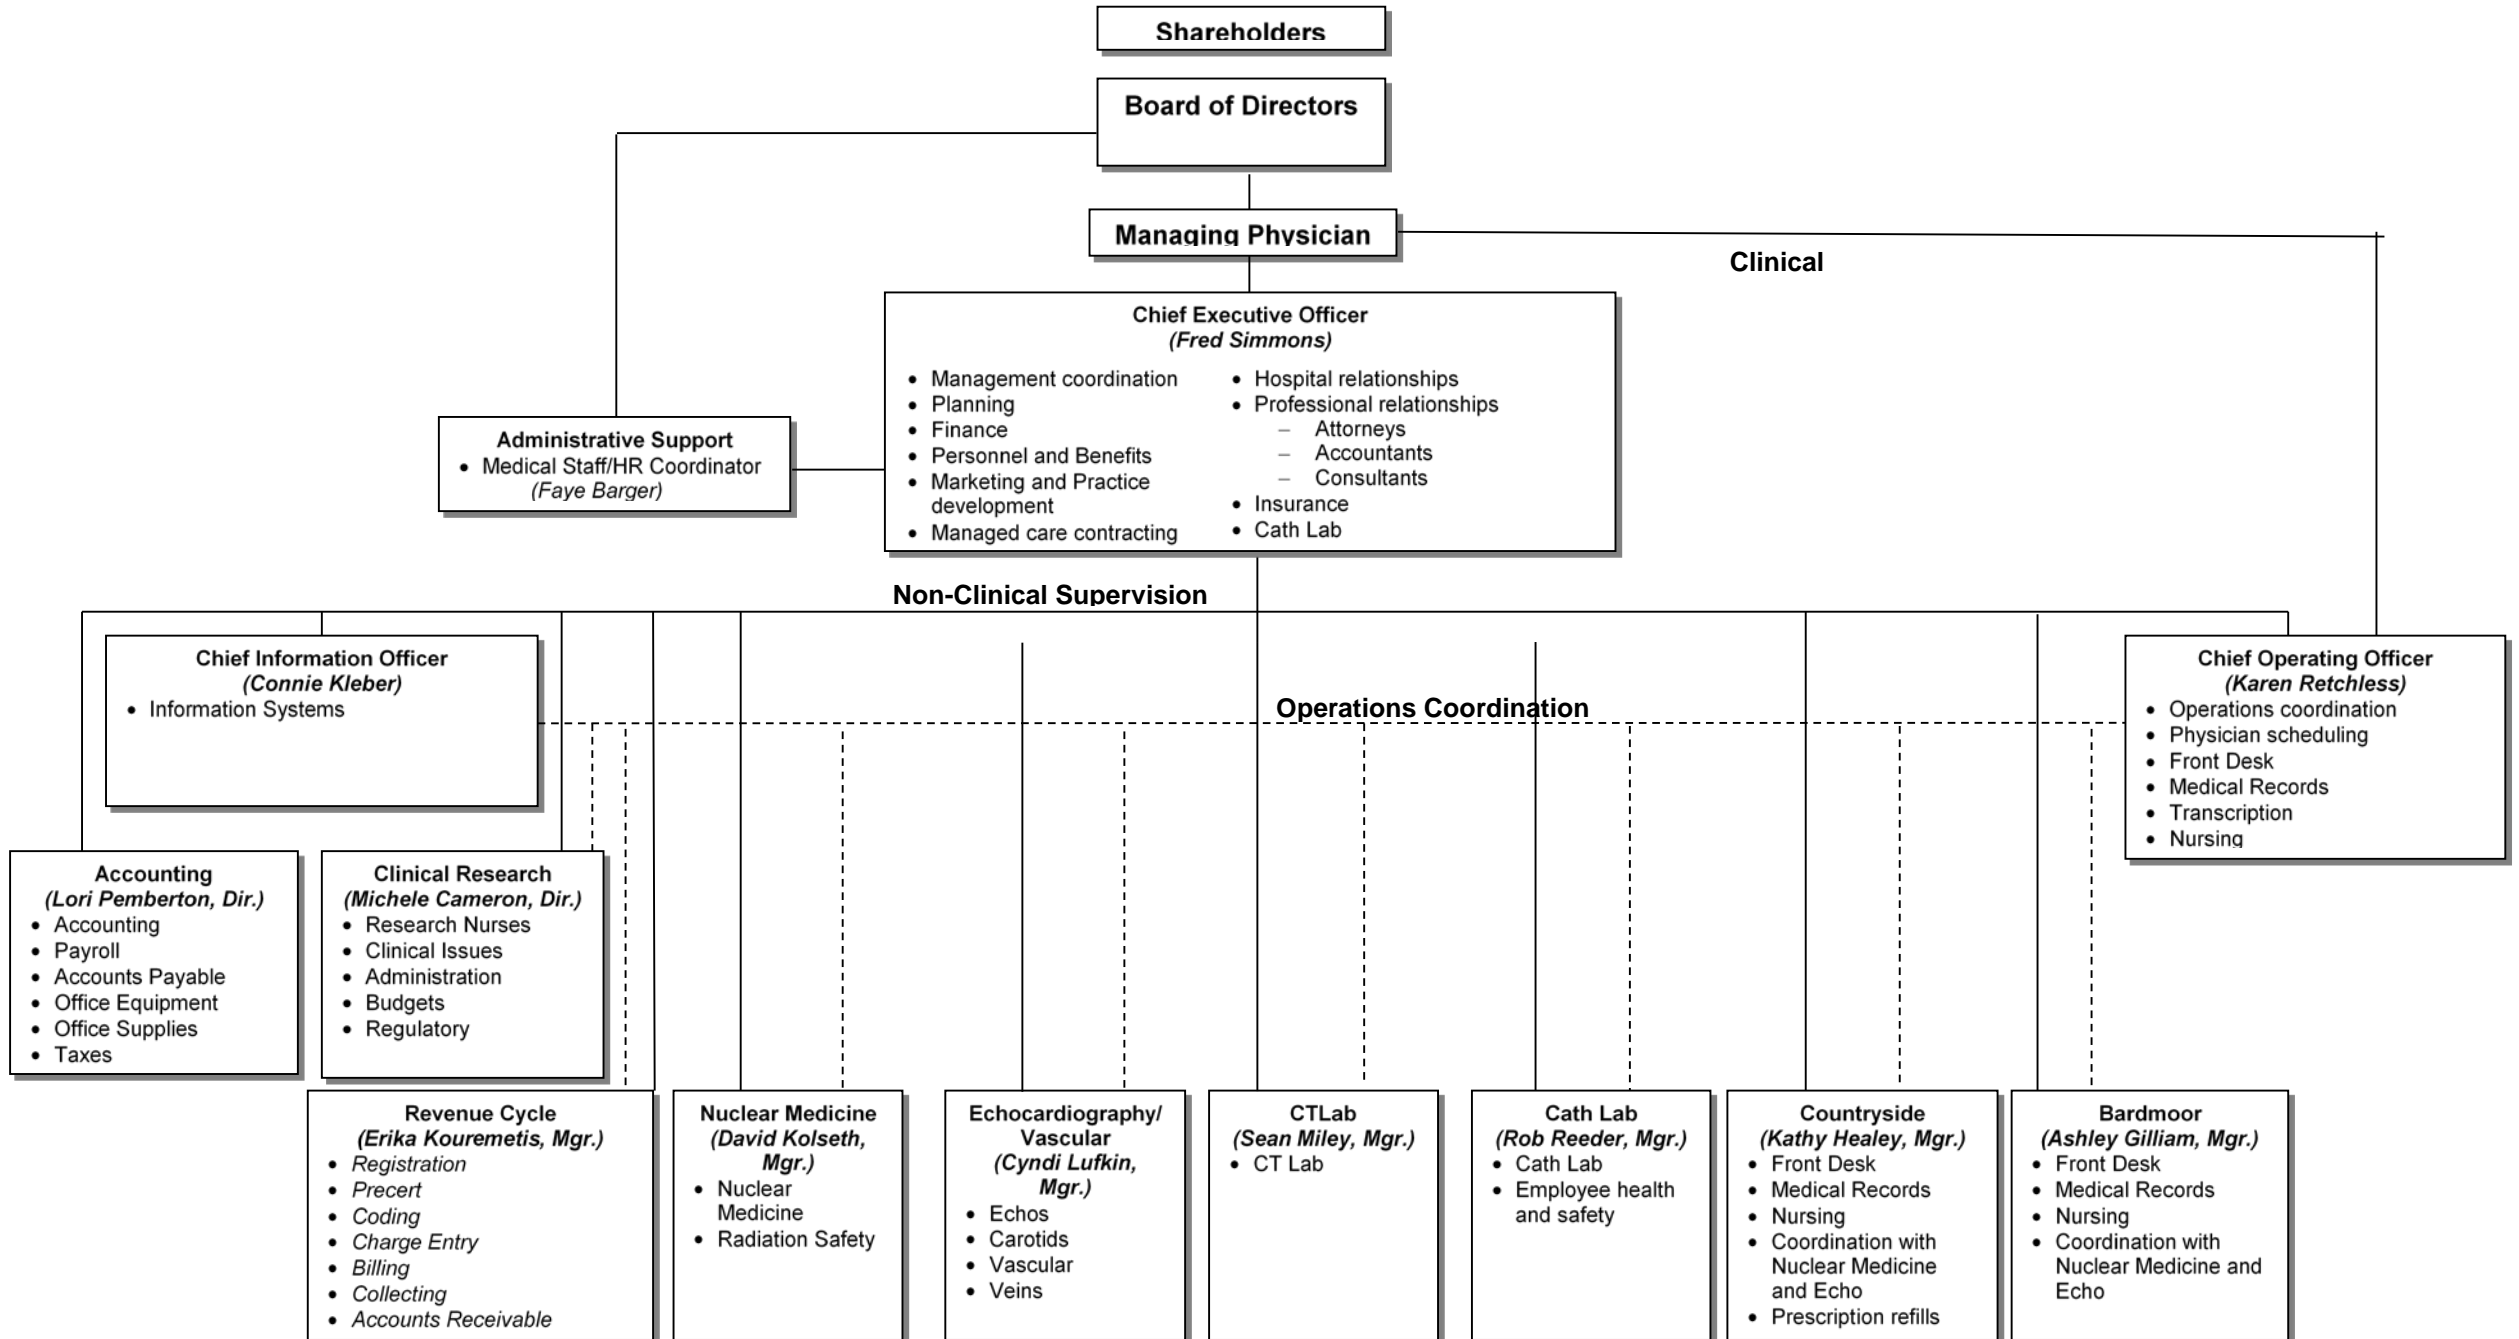 Shareholders
Board of Directors
Managing Physician
Clinical
Chief Executive Officer
(Fred Simmons)
• Management coordination
• Planning
• Finance
• Personnel and Benefits
• Marketing and Practice
development
• Managed care contracting
• Hospital relationships
• Professional relationships
– Attorneys
– Accountants
– Consultants
• Insurance
• Cath Lab
Administrative Support
• Medical Staff/HR Coordinator
(Faye Barger)
Non-Clinical Supervision
Chief Information Officer
(Connie Kleber)
• Information Systems
Operations Coordination
Chief Operating Officer
(Karen Retchless)
• Operations coordination
• Physician scheduling
• Front Desk
• Medical Records
• Transcription
• Nursing
Accounting
(Lori Pemberton, Dir.)
• Accounting
• Payroll
• Accounts Payable
• Office Equipment
• Office Supplies
• Taxes
Clinical Research
(Michele Cameron, Dir.)
• Research Nurses
• Clinical Issues
• Administration
• Budgets
• Regulatory
Revenue Cycle
(Erika Kouremetis, Mgr.)
• Registration
• Precert
• Coding
• Charge Entry
• Billing
• Collecting
• Accounts Receivable
Nuclear Medicine
(David Kolseth,
Mgr.)
• Nuclear
Medicine
• Radiation Safety
Echocardiography/
Vascular
(Cyndi Lufkin,
Mgr.)
• Echos
• Carotids
• Vascular
• Veins
CTLab
(Sean Miley, Mgr.)
• CT Lab
Cath Lab
(Rob Reeder, Mgr.)
• Cath Lab
• Employee health
and safety
Countryside
(Kathy Healey, Mgr.)
• Front Desk
• Medical Records
• Nursing
• Coordination with
Nuclear Medicine
and Echo
• Prescription refills
Bardmoor
(Ashley Gilliam, Mgr.)
• Front Desk
• Medical Records
• Nursing
• Coordination with
Nuclear Medicine and
Echo